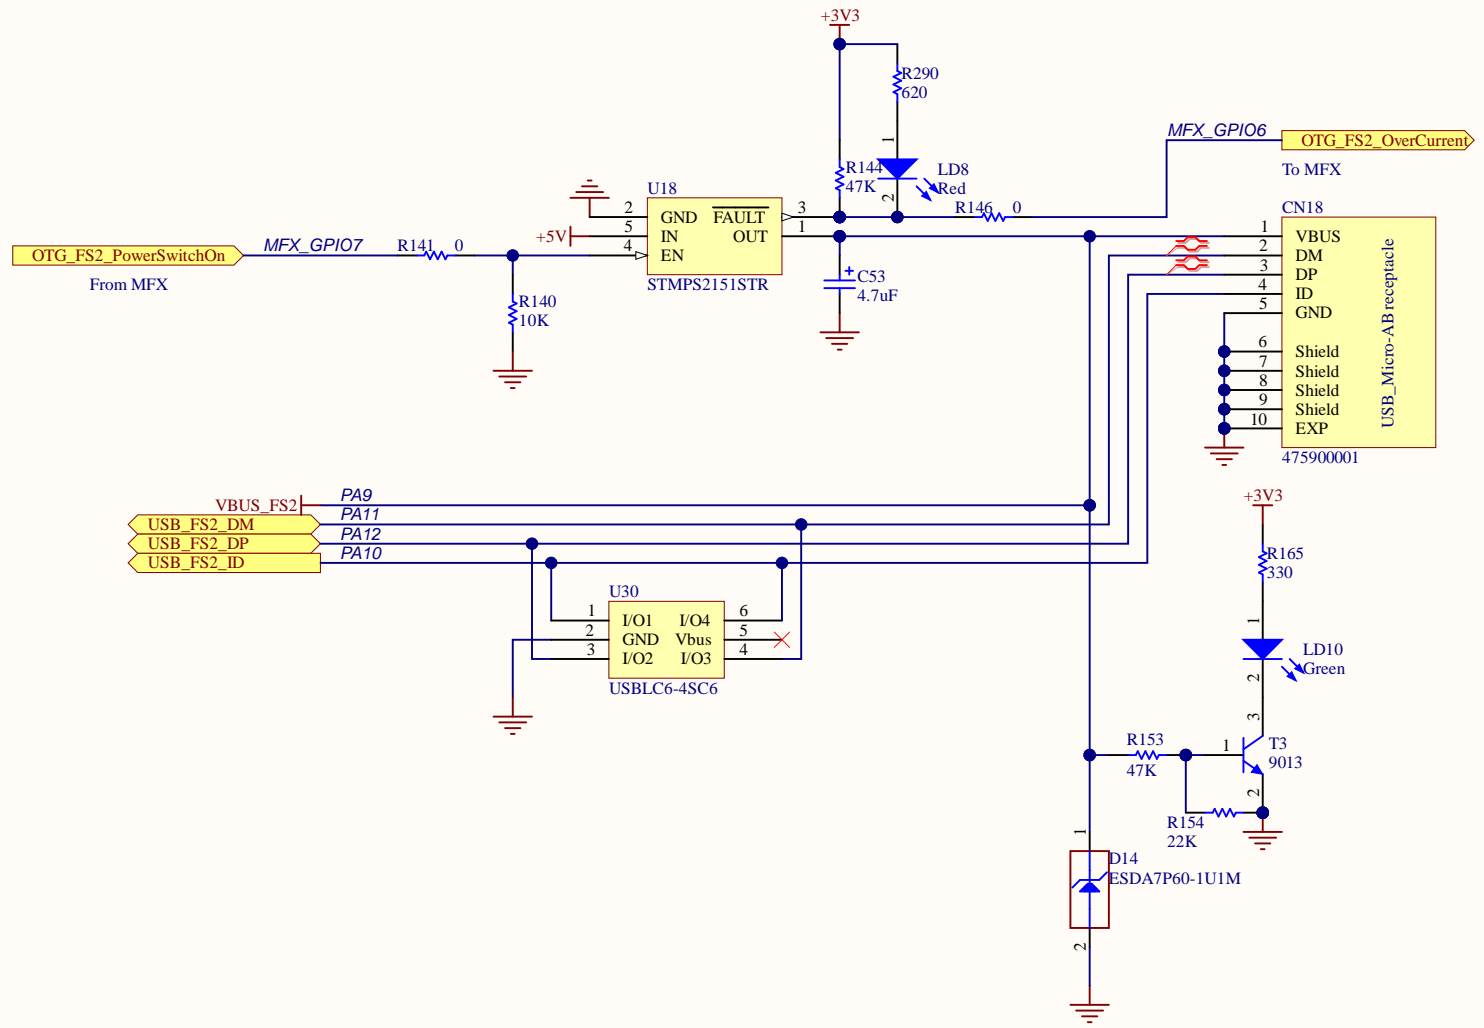 +3V3
R290
620
1
LD8
Red
2
R144
47K
MFX_GPIO6
OTG_FS2_OverCurrent
To MFX
R146 0
U18
2 GND FAULT 3
+5V 5 IN OUT 1
4 EN
STMPS2151STR
OTG_FS2_PowerSwitchOn
MFX_GPIO7
From MFX
R141 0
R140
10K
+ C53
4.7uF
CN18
1 VBUS
2 DM
3 DP
4 ID
5 GND
6 Shield
7 Shield
8 Shield
9 Shield
10 EXP
USB_Micro-AB receptacle
475900001
VBUS_FS2 PA9
USB_FS2_DM PA11
USB_FS2_DP PA12
USB_FS2_ID PA10
U30
1 I/O1 I/O4 6
2 GND Vbus 5
3 I/O2 I/O3 4
USBLC6-4SC6
+3V3
R165
330
1
LD10
Green
2
3
R153
47K
1
T3
9013
2
R154
22K
1
D14
ESDA7P60-1U1M
2